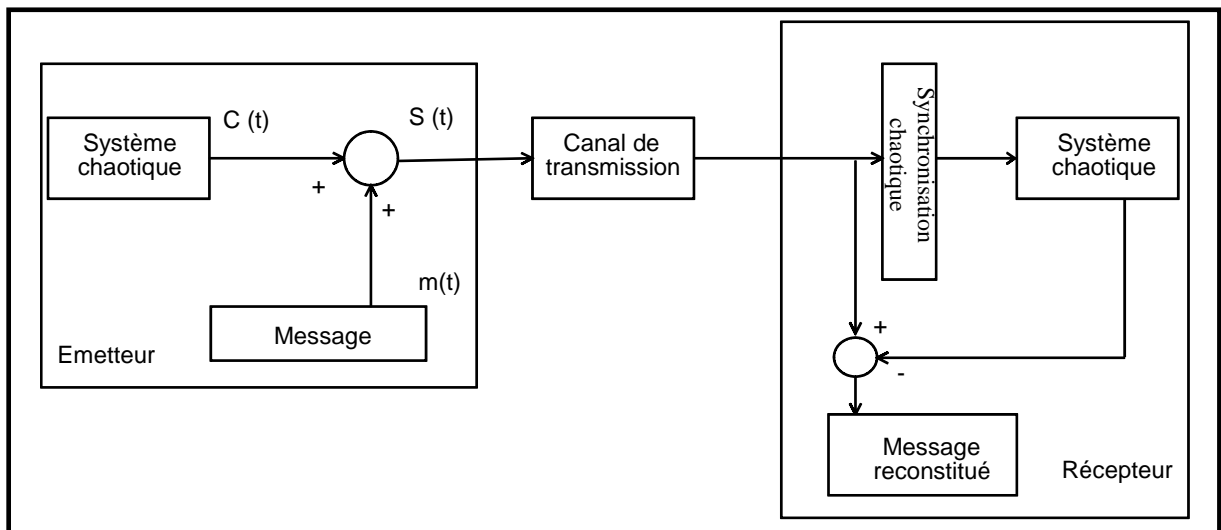 Système
chaotique
C (t)
+
S (t)
+
m(t)
Message
Emetteur
Canal de
transmission
Synchronisation
chaotique
Système
chaotique
+
-
Message
reconstitué
Récepteur